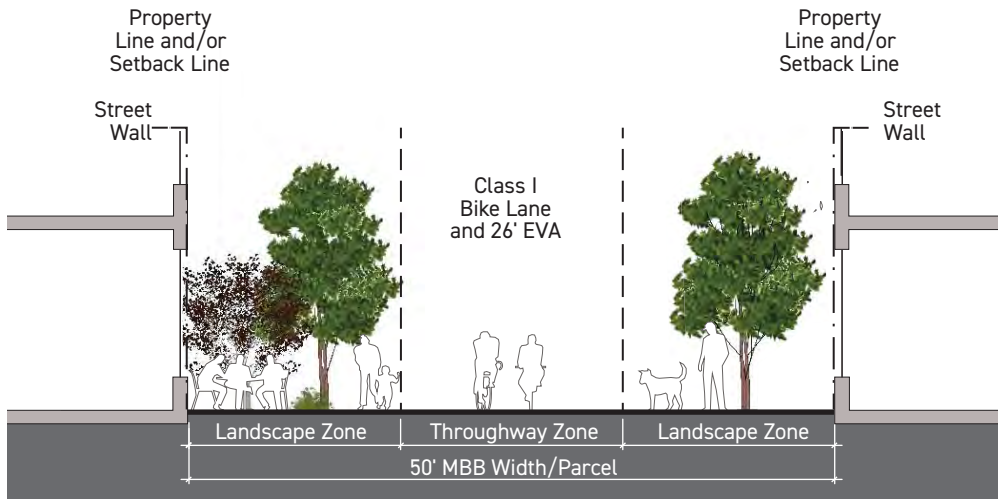 Property
Line and/or
Setback Line
Property
Line and/or
Setback Line
Street
Wall
Street
Wall
Class I
Bike Lane
and 26' EVA
Landscape Zone
Throughway Zone
Landscape Zone
50' MBB Width/Parcel